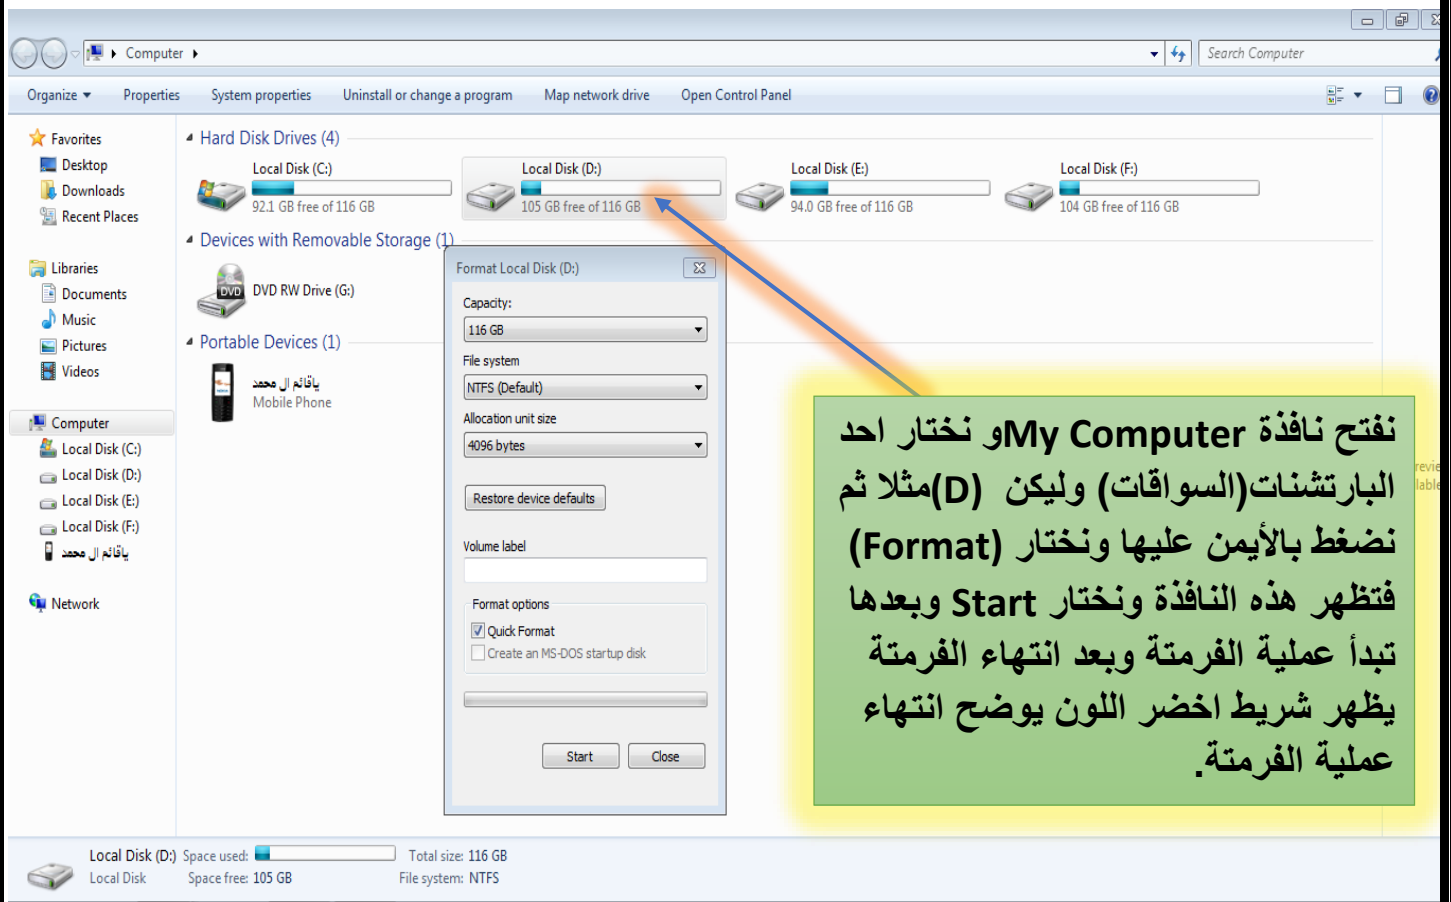 Computer
Search Computer
Organize Properties System properties Uninstall or change a program Map network drive Open Control Panel
Favorites
Desktop
Downloads
Recent Places
Libraries
Documents
Music
Pictures
Videos
Computer
Local Disk (C:)
Local Disk (D:)
Local Disk (E:)
Local Disk (F:)
ياقائم ال محمد
Network
Hard Disk Drives (4)
Local Disk (C:)
92.1 GB free of 116 GB
Local Disk (D:)
105 GB free of 116 GB
Local Disk (E:)
94.0 GB free of 116 GB
Local Disk (F:)
104 GB free of 116 GB
Devices with Removable Storage (1)
DVD
DVD RW Drive (G:)
Portable Devices (1)
ياقائم ال محمد
Mobile Phone
Format Local Disk (D:)
Capacity:
116 GB
File system
NTFS (Default)
Allocation unit size
4096 bytes
Restore device defaults
Volume label
Format options
Quick Format
Create an MS-DOS startup disk
Start Close
نفتح نافذة My Computerو نختار احد
البارتشنات(السواقات) وليكن (D)مثلا ثم
نضغط بالأيمن عليها ونختار (Format)
فتظهر هذه النافذة ونختار Start وبعدها
تبدأ عملية الفرمتة وبعد انتهاء الفرمتة
يظهر شريط اخضر اللون يوضح انتهاء
عملية الفرمتة.
Local Disk (D:) Space used: Total size: 116 GB
Local Disk Space free: 105 GB File system: NTFS